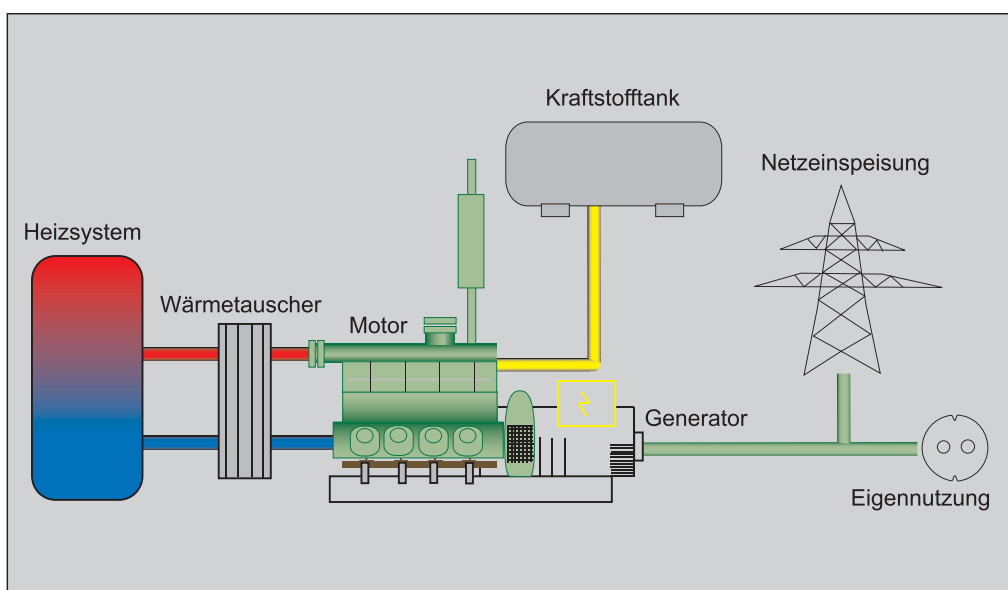 Kraftstofftank
Netzeinspeisung
Heizsystem
Wärmetauscher
Motor
Generator
Eigennutzung